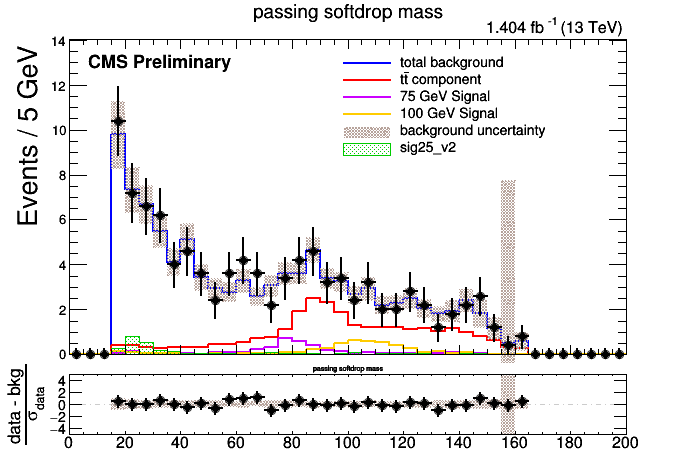 passing softdrop mass
1.404 fb⁻¹ (13 TeV)
CMS Preliminary
total background
tt̄ component
75 GeV Signal
100 GeV Signal
background uncertainty
sig25_v2
Events / 5 GeV
14
12
10
8
6
4
2
0
passing softdrop mass
data - bkg
σ data
4
2
0
−2
−4
0 20 40 60 80 100 120 140 160 180 200